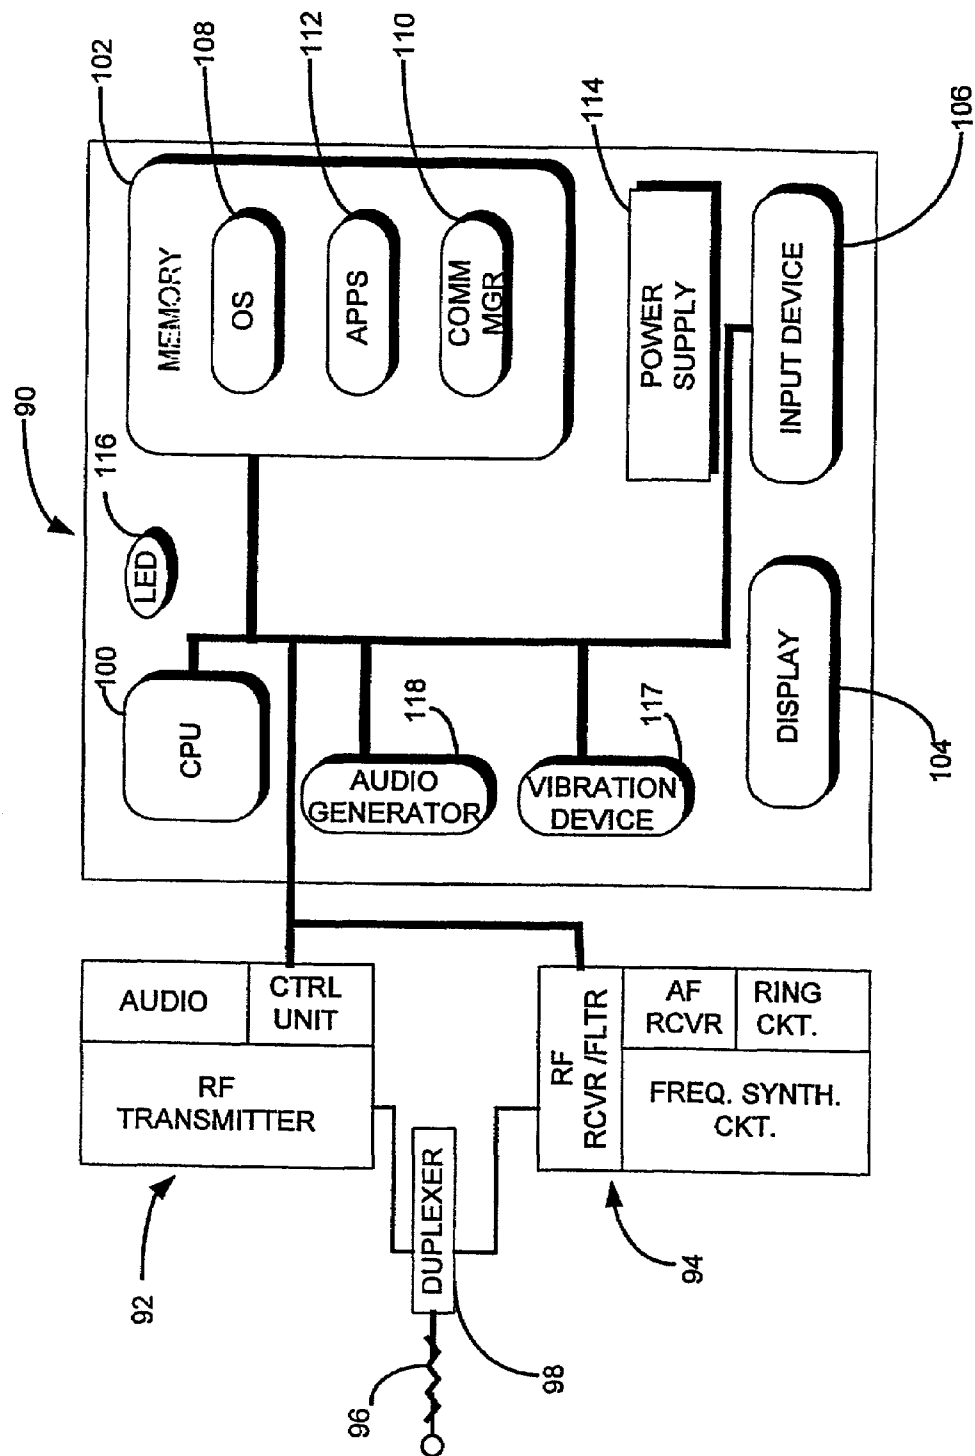 90
102
108
112
110
116
MEMORY
OS
APPS
COMM
MGR
LED
100
CPU
118
AUDIO
GENERATOR
117
VIBRATION
DEVICE
114
POWER
SUPPLY
106
INPUT DEVICE
DISPLAY
104
AUDIO
CTRL
UNIT
RF
TRANSMITTER
92
RF
RCVR/FLTR
AF
RCVR
RING
CKT.
FREQ. SYNTH.
CKT.
94
DUPLEXER
96
98